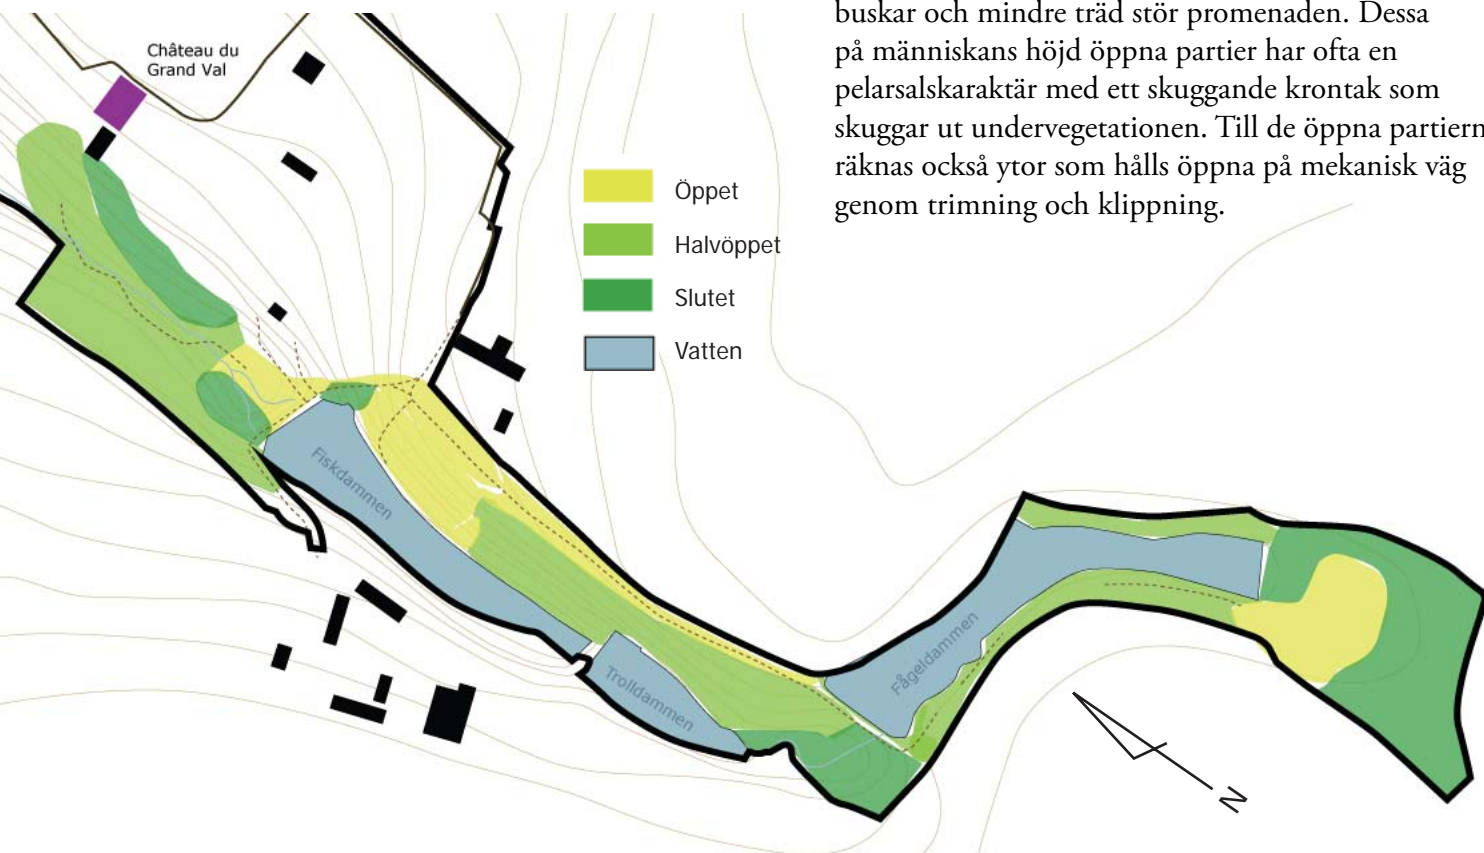 buskar och mindre träd stör promenaden. Dessa
på människans höjd öppna partier har ofta en
pelarsalskaraktär med ett skuggande krontak som
skuggar ut undervegetationen. Till de öppna partiern
räknas också ytor som hålls öppna på mekanisk väg
genom trimning och klippning.
Château du
Grand Val
Öppet
Halvöppet
Slutet
Vatten
Fiskdammen
Trolldammen
Fågeldammen
N